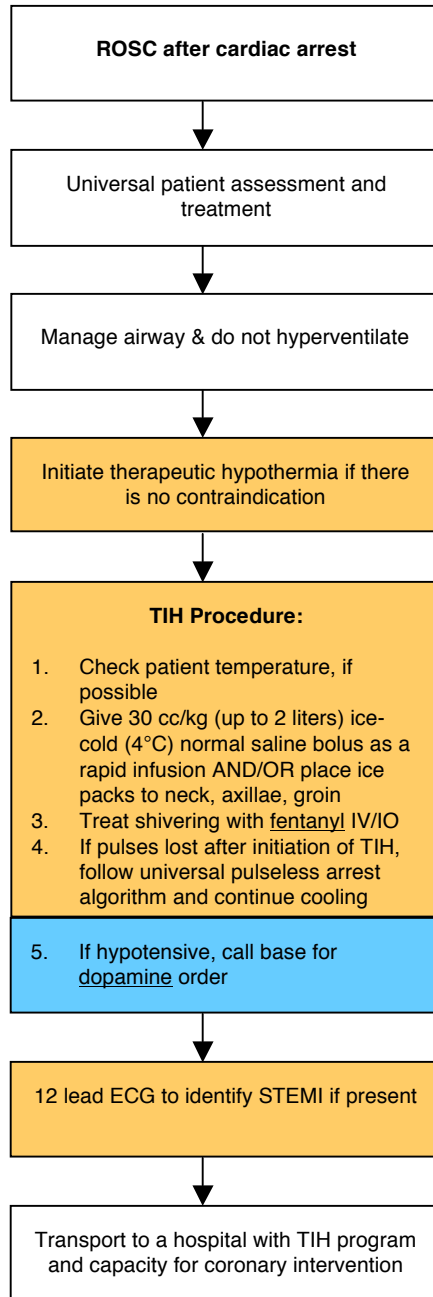 ROSC after cardiac arrest
Universal patient assessment and
treatment
Manage airway & do not hyperventilate
Initiate therapeutic hypothermia if there
is no contraindication
TIH Procedure:
1. Check patient temperature, if
possible
2. Give 30 cc/kg (up to 2 liters) ice-
cold (4°C) normal saline bolus as a
rapid infusion AND/OR place ice
packs to neck, axillae, groin
3. Treat shivering with fentanyl IV/IO
4. If pulses lost after initiation of TIH,
follow universal pulseless arrest
algorithm and continue cooling
5. If hypotensive, call base for
dopamine order
12 lead ECG to identify STEMI if present
Transport to a hospital with TIH program
and capacity for coronary intervention